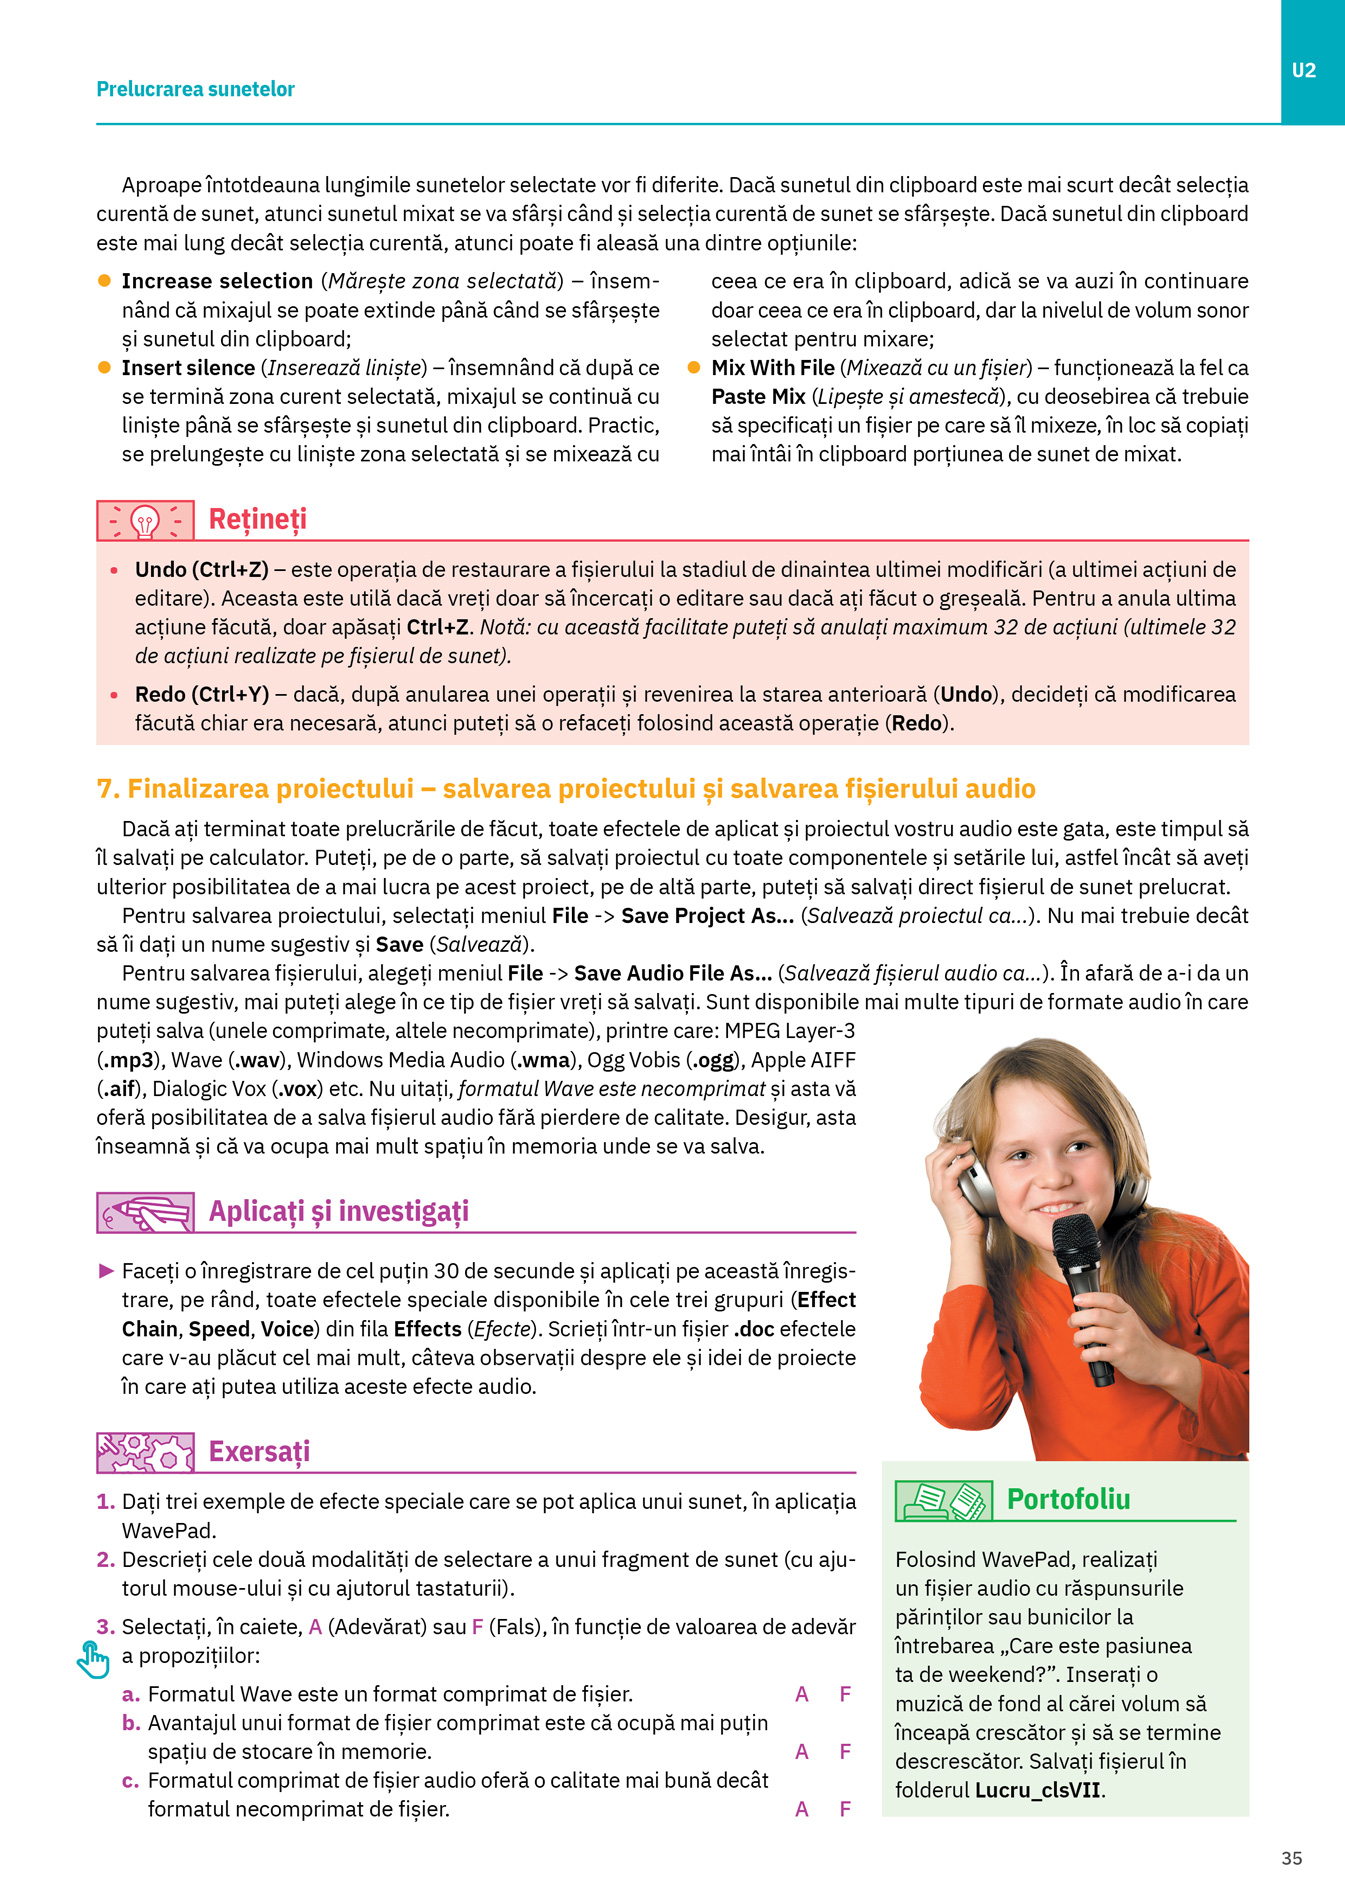 U2
Prelucrarea sunetelor
Aproape întotdeauna lungimile sunetelor selectate vor fi diferite. Dacă sunetul din clipboard este mai scurt decât selecția
curentă de sunet, atunci sunetul mixat se va sfârși când și selecția curentă de sunet se sfârșește. Dacă sunetul din clipboard
este mai lung decât selecția curentă, atunci poate fi aleasă una dintre opțiunile:
● Increase selection (Mărește zona selectată) – însem-
nând că mixajul se poate extinde până când se sfârșește
și sunetul din clipboard;
● Insert silence (Inserează liniște) – însemnând că după ce
se termină zona curent selectată, mixajul se continuă cu
liniște până se sfârșește și sunetul din clipboard. Practic,
se prelungește cu liniște zona selectată și se mixează cu
ceea ce era în clipboard, adică se va auzi în continuare
doar ceea ce era în clipboard, dar la nivelul de volum sonor
selectat pentru mixare;
● Mix With File (Mixează cu un fișier) – funcționează la fel ca
Paste Mix (Lipește și amestecă), cu deosebirea că trebuie
să specificați un fișier pe care să îl mixeze, în loc să copiați
mai întâi în clipboard porțiunea de sunet de mixat.
Rețineți
• Undo (Ctrl+Z) – este operația de restaurare a fișierului la stadiul de dinaintea ultimei modificări (a ultimei acțiuni de
editare). Aceasta este utilă dacă vreți doar să încercați o editare sau dacă ați făcut o greșeală. Pentru a anula ultima
acțiune făcută, doar apăsați Ctrl+Z. Notă: cu această facilitate puteți să anulați maximum 32 de acțiuni (ultimele 32
de acțiuni realizate pe fișierul de sunet).
• Redo (Ctrl+Y) – dacă, după anularea unei operații și revenirea la starea anterioară (Undo), decideți că modificarea
făcută chiar era necesară, atunci puteți să o refaceți folosind această operație (Redo).
7. Finalizarea proiectului – salvarea proiectului și salvarea fișierului audio
Dacă ați terminat toate prelucrările de făcut, toate efectele de aplicat și proiectul vostru audio este gata, este timpul să
îl salvați pe calculator. Puteți, pe de o parte, să salvați proiectul cu toate componentele și setările lui, astfel încât să aveți
ulterior posibilitatea de a mai lucra pe acest proiect, pe de altă parte, puteți să salvați direct fișierul de sunet prelucrat.
Pentru salvarea proiectului, selectați meniul File -> Save Project As... (Salvează proiectul ca...). Nu mai trebuie decât
să îi dați un nume sugestiv și Save (Salvează).
Pentru salvarea fișierului, alegeți meniul File -> Save Audio File As... (Salvează fișierul audio ca...). În afară de a-i da un
nume sugestiv, mai puteți alege în ce tip de fișier vreți să salvați. Sunt disponibile mai multe tipuri de formate audio în care
puteți salva (unele comprimate, altele necomprimate), printre care: MPEG Layer-3
(.mp3), Wave (.wav), Windows Media Audio (.wma), Ogg Vobis (.ogg), Apple AIFF
(.aif), Dialogic Vox (.vox) etc. Nu uitați, formatul Wave este necomprimat și asta vă
oferă posibilitatea de a salva fișierul audio fără pierdere de calitate. Desigur, asta
înseamnă și că va ocupa mai mult spațiu în memoria unde se va salva.
Aplicați și investigați
► Faceți o înregistrare de cel puțin 30 de secunde și aplicați pe această înregis-
trare, pe rând, toate efectele speciale disponibile în cele trei grupuri (Effect
Chain, Speed, Voice) din fila Effects (Efecte). Scrieți într-un fișier .doc efectele
care v-au plăcut cel mai mult, câteva observații despre ele și idei de proiecte
în care ați putea utiliza aceste efecte audio.
Exersați
1. Dați trei exemple de efecte speciale care se pot aplica unui sunet, în aplicația
WavePad.
2. Descrieți cele două modalități de selectare a unui fragment de sunet (cu aju-
torul mouse-ului și cu ajutorul tastaturii).
3. Selectați, în caiete, A (Adevărat) sau F (Fals), în funcție de valoarea de adevăr
a propozițiilor:
a. Formatul Wave este un format comprimat de fișier. A F
b. Avantajul unui format de fișier comprimat este că ocupă mai puțin
spațiu de stocare în memorie. A F
c. Formatul comprimat de fișier audio oferă o calitate mai bună decât
formatul necomprimat de fișier. A F
Portofoliu
Folosind WavePad, realizați
un fișier audio cu răspunsurile
părinților sau bunicilor la
întrebarea „Care este pasiunea
ta de weekend?”. Inserați o
muzică de fond al cărei volum să
înceapă crescător și să se termine
descrescător. Salvați fișierul în
folderul Lucru_clsVII.
35